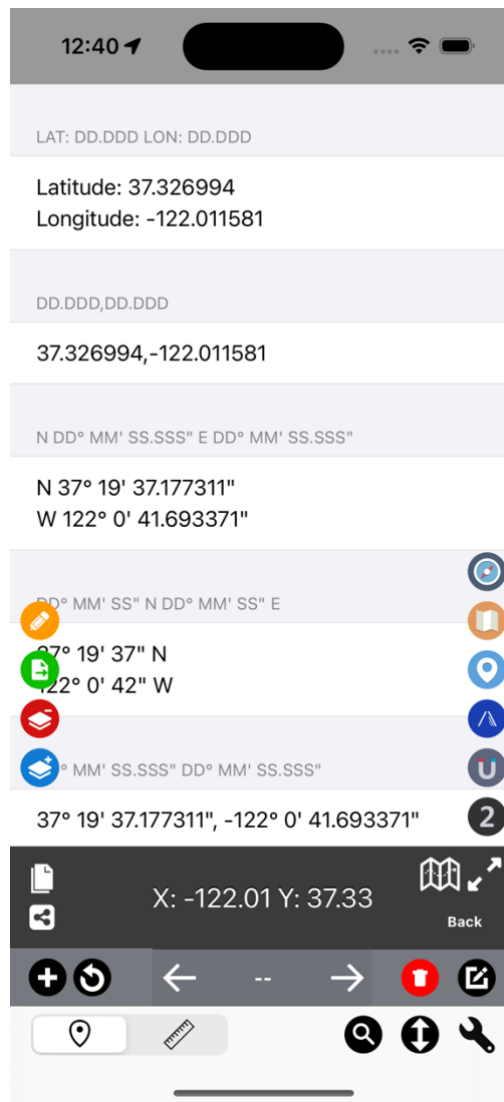 12:40
LAT: DD.DDD LON: DD.DDD
Latitude: 37.326994
Longitude: -122.011581
DD.DDD,DD.DDD
37.326994,-122.011581
N DD° MM' SS.SSS" E DD° MM' SS.SSS"
N 37° 19' 37.177311"
W 122° 0' 41.693371"
DD° MM' SS" N DD° MM' SS" E
37° 19' 37" N
122° 0' 42" W
° MM' SS.SSS" DD° MM' SS.SSS"
37° 19' 37.177311", -122° 0' 41.693371"
2
X: -122.01 Y: 37.33
Back
--